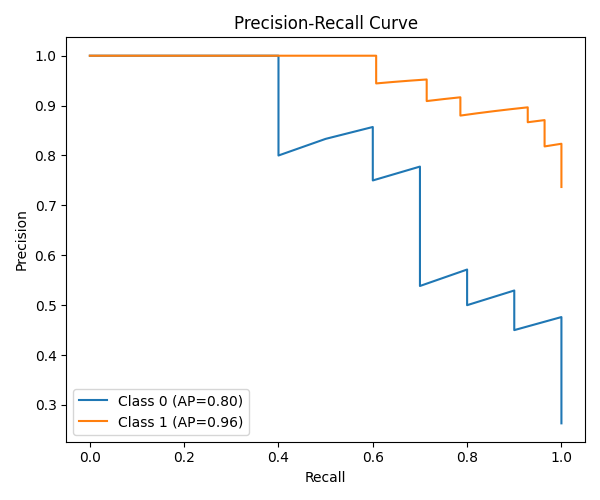 Precision-Recall Curve
Precision
1.0
0.9
0.8
0.7
0.6
0.5
0.4
0.3
Class 0 (AP=0.80)
Class 1 (AP=0.96)
0.0 0.2 0.4 0.6 0.8 1.0
Recall